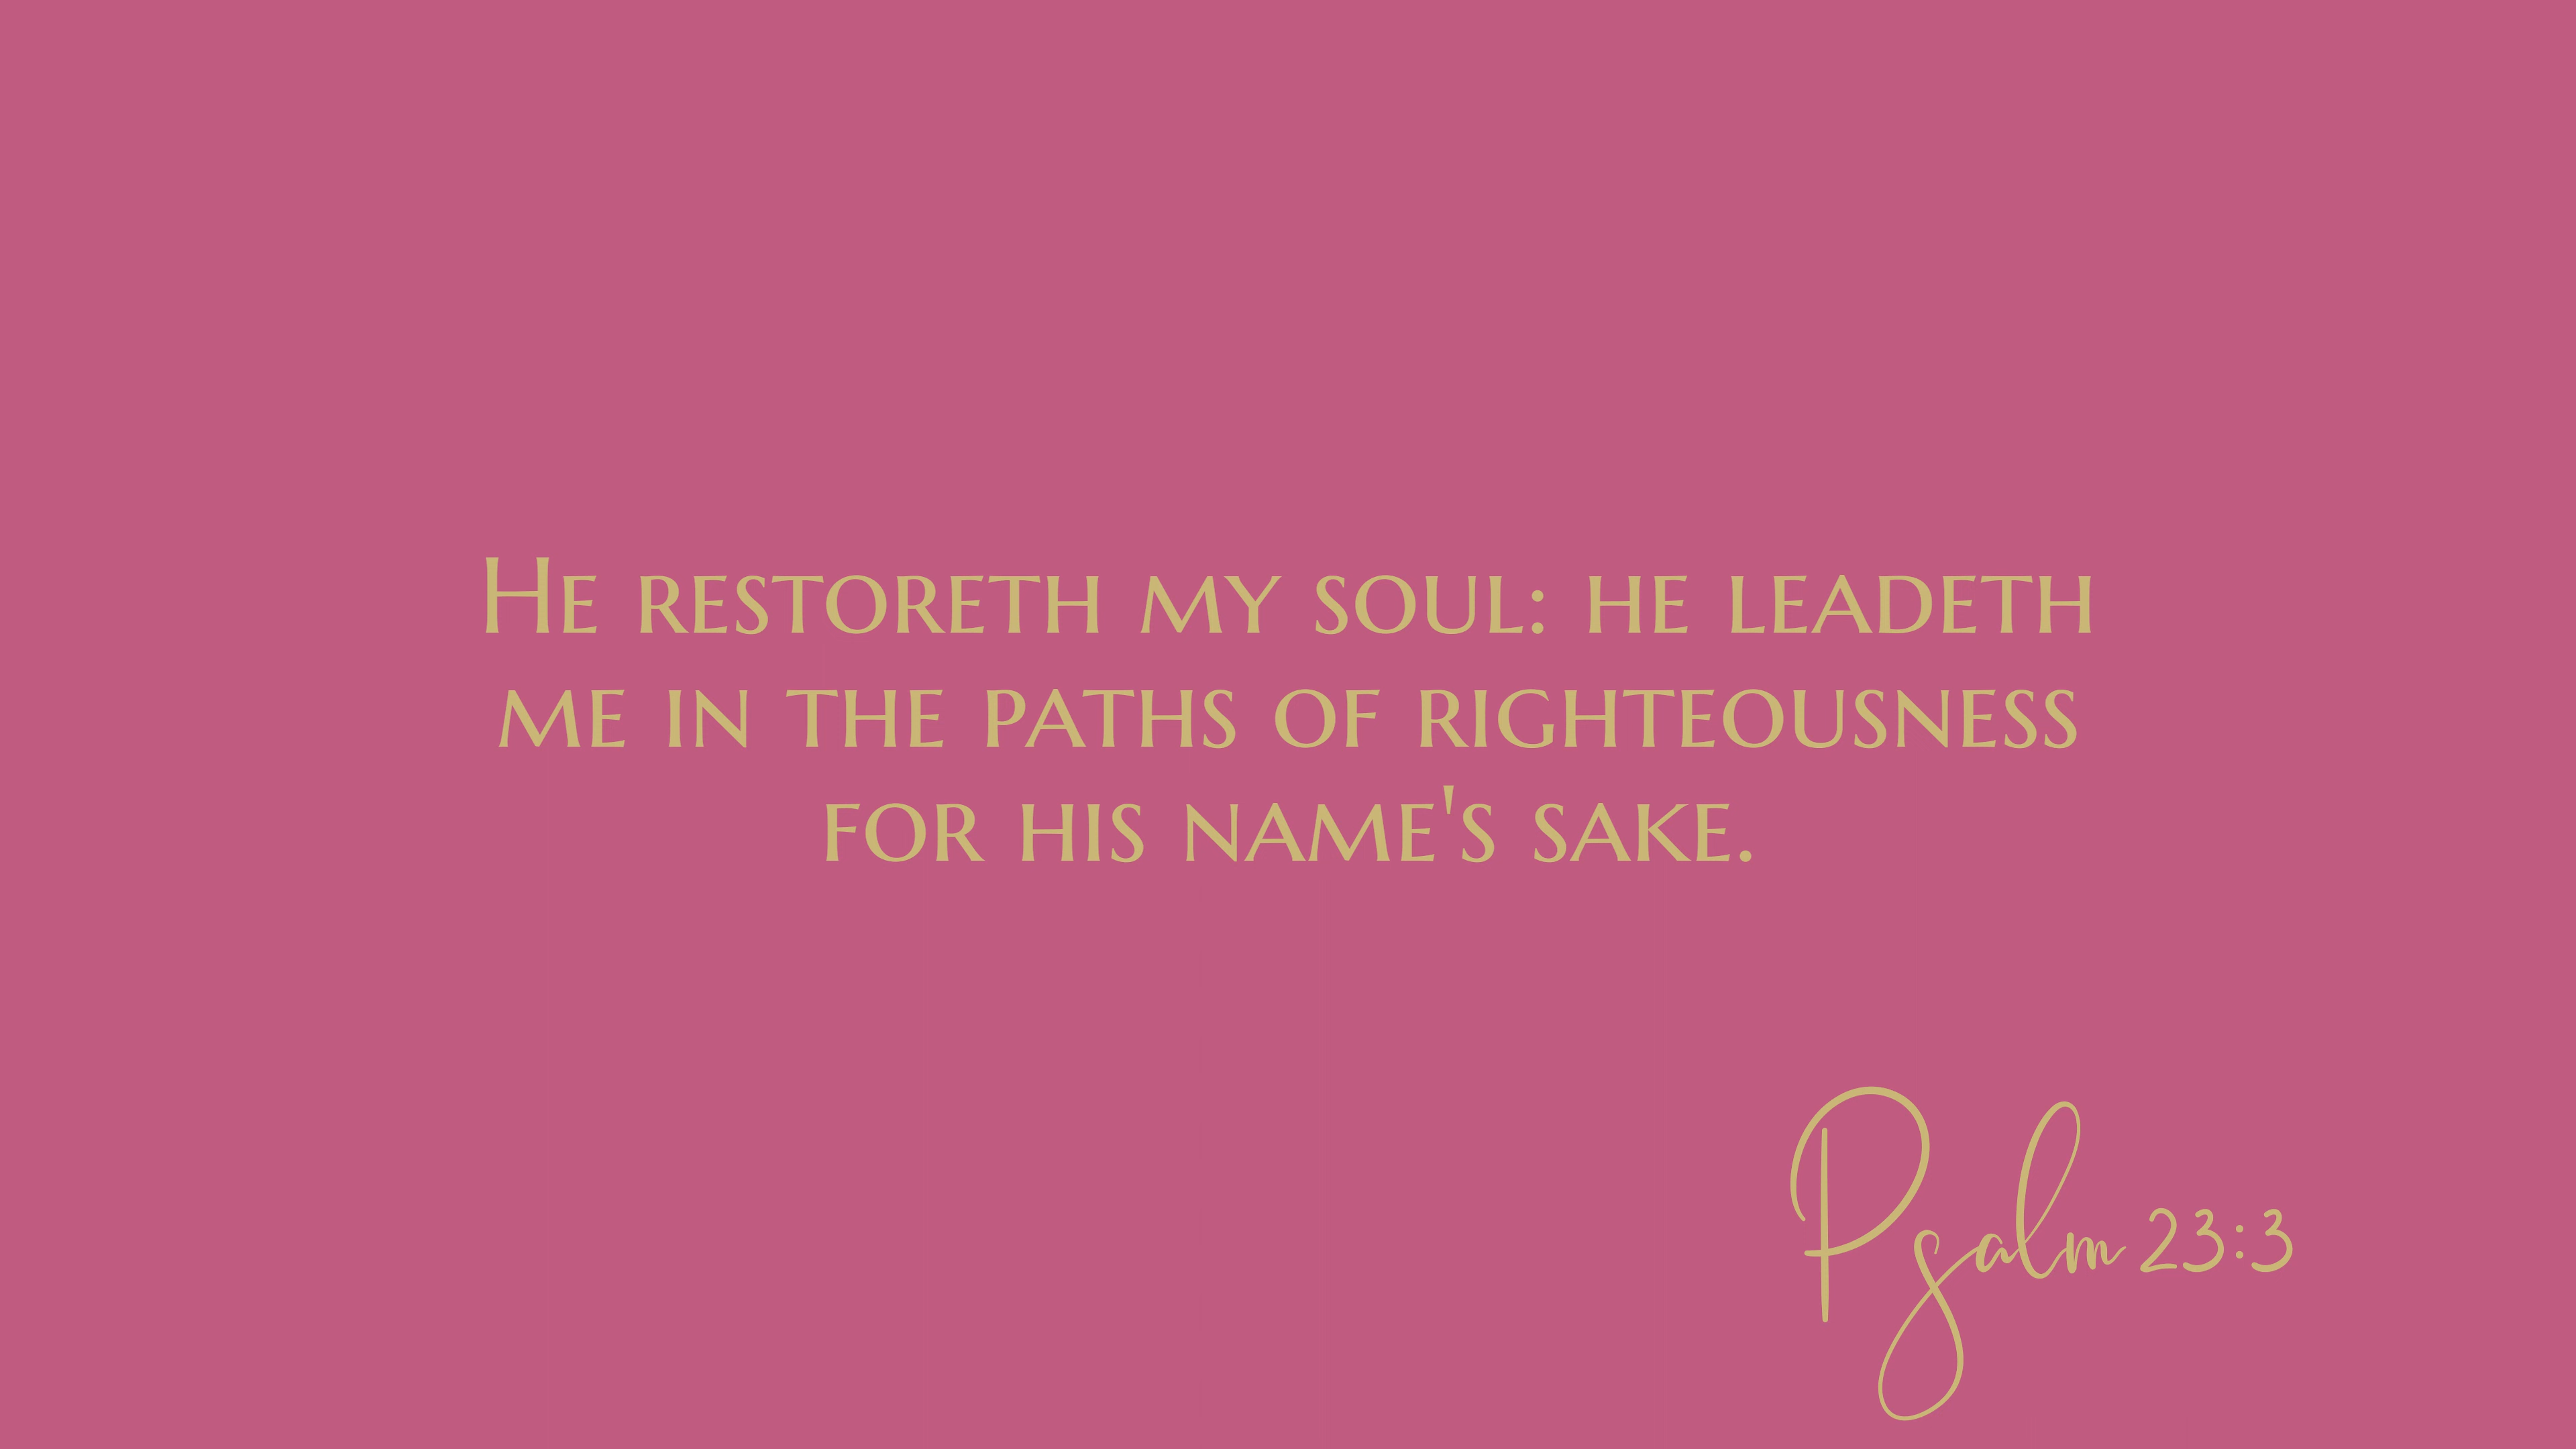 He restoreth my soul: he leadeth
me in the paths of righteousness
for his name's sake.
Psalm 23:3